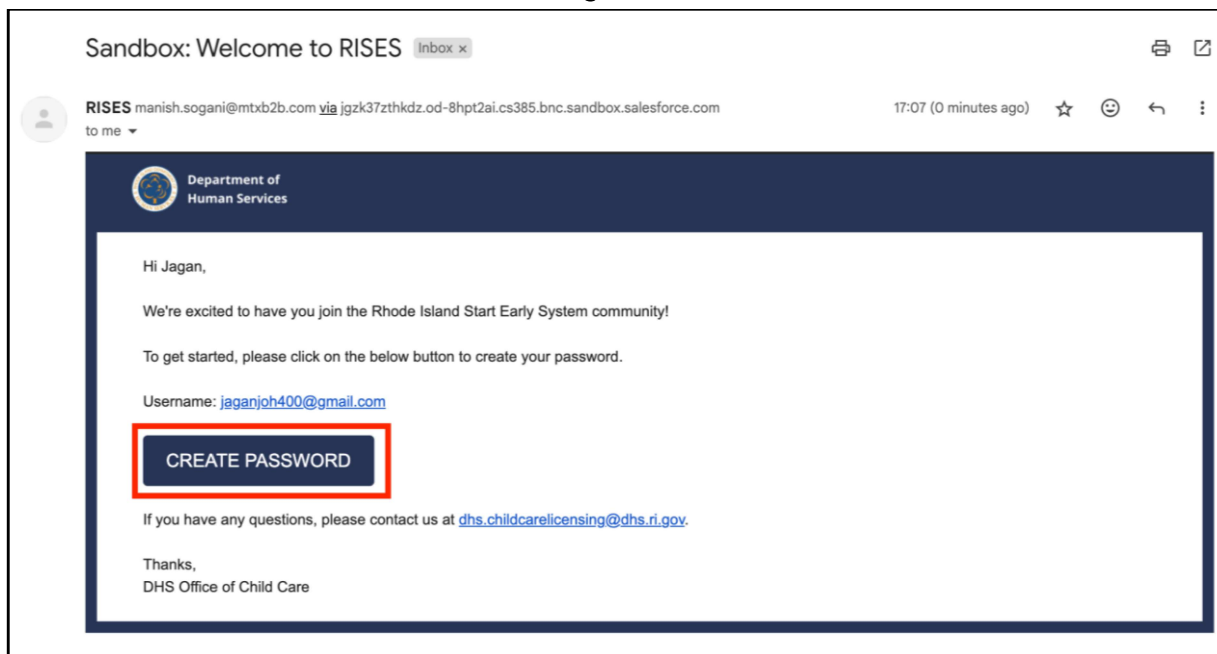 Sandbox: Welcome to RISES Inbox x
RISES manish.sogani@mtxb2b.com via jgzk37zthkdz.od-8hpt2ai.cs385.bnc.sandbox.salesforce.com 17:07 (0 minutes ago)
to me
Department of
Human Services
Hi Jagan,
We're excited to have you join the Rhode Island Start Early System community!
To get started, please click on the below button to create your password.
Username: jaganjoh400@gmail.com
CREATE PASSWORD
If you have any questions, please contact us at dhs.childcarelicensing@dhs.ri.gov.
Thanks,
DHS Office of Child Care